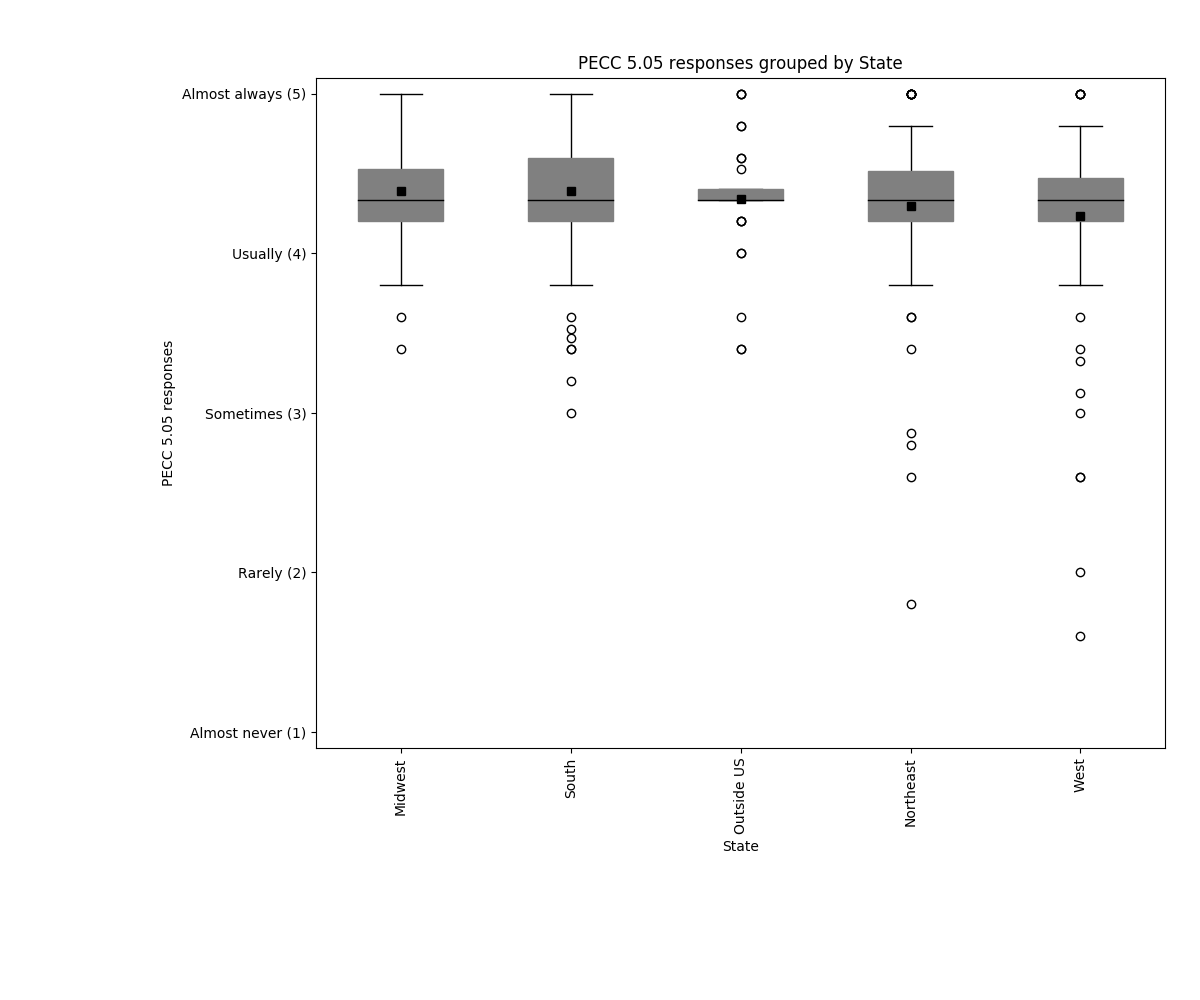 PECC 5.05 responses grouped by State
Almost always (5)
Usually (4)
Sometimes (3)
Rarely (2)
Almost never (1)
PECC 5.05 responses
Midwest
South
Outside US
Northeast
West
State